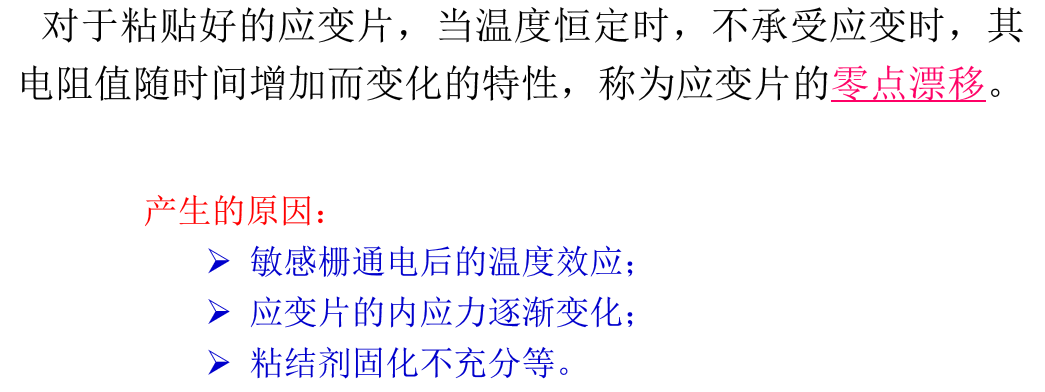 对于粘贴好的应变片，当温度恒定时，不承受应变时，其
电阻值随时间增加而变化的特性，称为应变片的零点漂移。
产生的原因：
➢ 敏感栅通电后的温度效应；
➢ 应变片的内应力逐渐变化；
➢ 粘结剂固化不充分等。